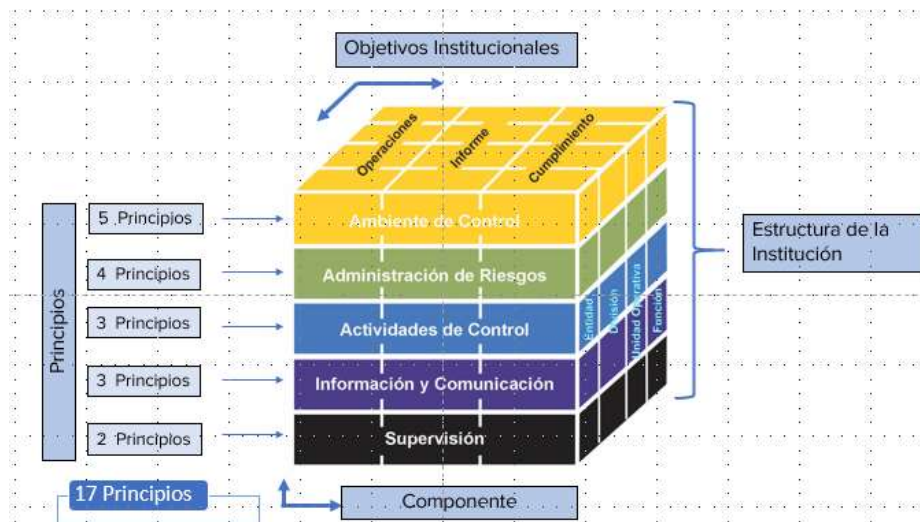 Objetivos Institucionales
Operaciones
Informe
Cumplimiento
Principios
5 Principios
Ambiente de Control
4 Principios
Administración de Riesgos
3 Principios
Actividades de Control
3 Principios
Información y Comunicación
2 Principios
Supervisión
Entidad
División
Unidad Operativa
Función
Estructura de la
Institución
17 Principios
Componente